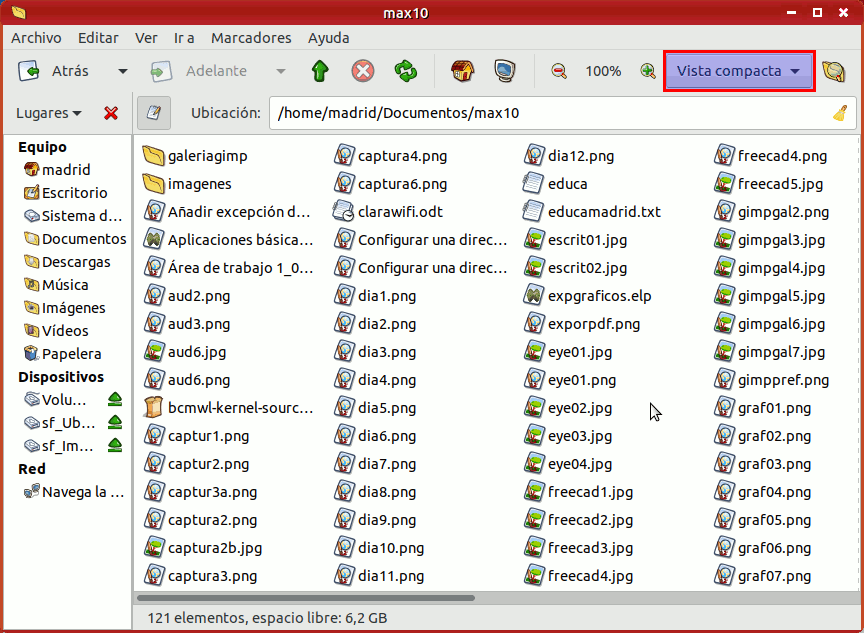 max10
Archivo Editar Ver Ir a Marcadores Ayuda
Atrás Adelante 100% Vista compacta
Lugares Ubicación: /home/madrid/Documentos/max10
Equipo
madrid
Escritorio
Sistema d...
Documentos
Descargas
Música
Imágenes
Vídeos
Papelera
Dispositivos
Volu...
sf_Ub...
sf_Im...
Red
Navega la ...
galeriagimp
imagenes
Añadir excepción d...
Aplicaciones básica...
Área de trabajo 1_0...
aud2.png
aud3.png
aud6.jpg
aud6.png
bcmwl-kernel-sourc...
captur1.png
captur2.png
captur3a.png
captura2.png
captura2b.jpg
captura3.png
captura4.png
captura6.png
clarawifi.odt
Configurar una direc...
Configurar una direc...
dia1.png
dia2.png
dia3.png
dia4.png
dia5.png
dia6.png
dia7.png
dia8.png
dia9.png
dia10.png
dia11.png
dia12.png
educa
educamadrid.txt
escrit01.jpg
escrit02.jpg
expgraficos.elp
exporpdf.png
eye01.jpg
eye01.png
eye02.jpg
eye03.jpg
eye04.jpg
freecad1.jpg
freecad2.jpg
freecad3.jpg
freecad4.jpg
freecad4.png
freecad5.jpg
gimpgal2.png
gimpgal3.jpg
gimpgal4.jpg
gimpgal5.jpg
gimpgal6.jpg
gimpgal7.jpg
gimppref.png
graf01.png
graf02.png
graf03.png
graf04.png
graf05.png
graf06.png
graf07.png
121 elementos, espacio libre: 6,2 GB